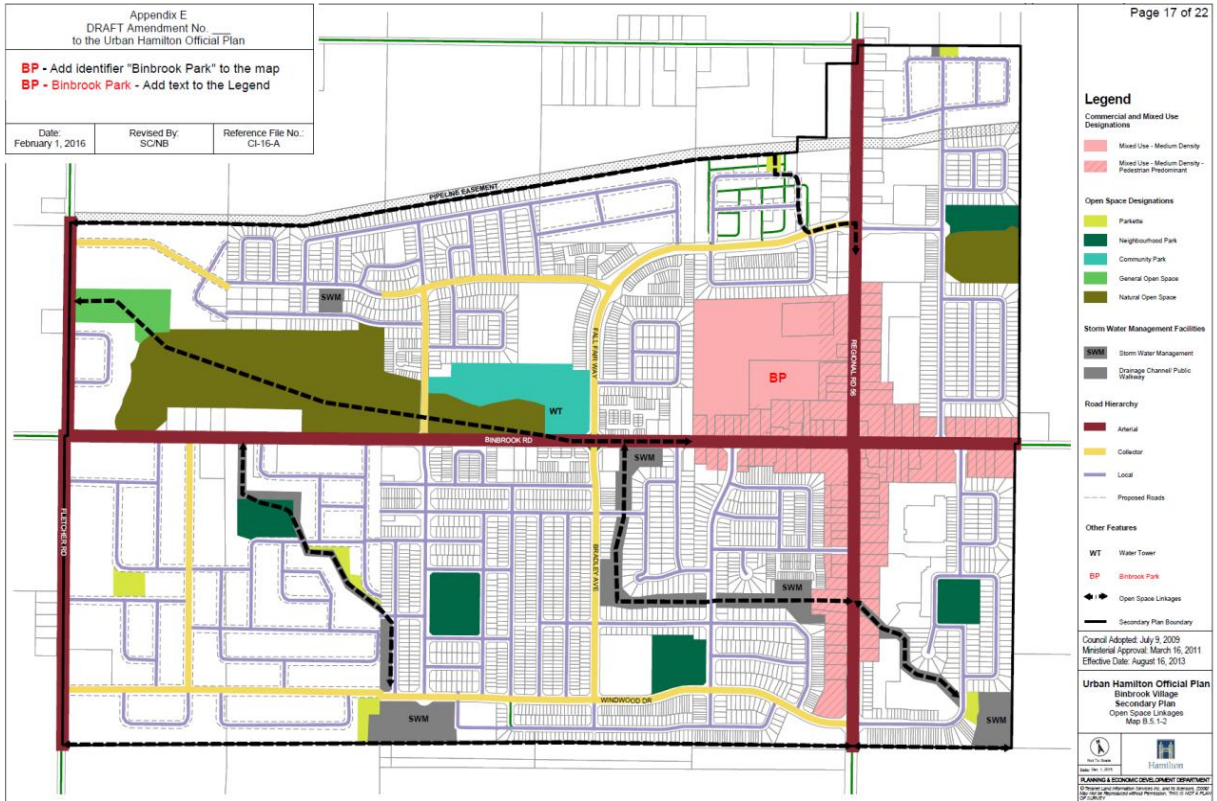 Appendix E
DRAFT Amendment No. ___
to the Urban Hamilton Official Plan
BP - Add identifier "Binbrook Park" to the map
BP - Binbrook Park - Add text to the Legend
Date:
February 1, 2016
Revised By:
SC/NB
Reference File No.:
CI-16-A
PIPELINE EASEMENT
SWM
FALL FAIR WAY
REGIONAL RD 56
BP
WT
BINBROOK RD
SWM
FLETCHER RD
BRADLEY AVE
SWM
WINDWOOD DR
SWM
SWM
Page 17 of 22
Legend
Commercial and Mixed Use
Designations
Mixed Use - Medium Density
Mixed Use - Medium Density -
Pedestrian Predominant
Open Space Designations
Parkette
Neighbourhood Park
Community Park
General Open Space
Natural Open Space
Storm Water Management Facilities
SWM Storm Water Management
Drainage Channel/ Public
Walkway
Road Hierarchy
Arterial
Collector
Local
Proposed Roads
Other Features
WT Water Tower
BP Binbrook Park
Open Space Linkages
Secondary Plan Boundary
Council Adopted: July 9, 2009
Ministerial Approval: March 16, 2011
Effective Date: August 16, 2013
Urban Hamilton Official Plan
Binbrook Village
Secondary Plan
Open Space Linkages
Map B.5.1-2
Not To Scale
Hamilton
PLANNING & ECONOMIC DEVELOPMENT DEPARTMENT